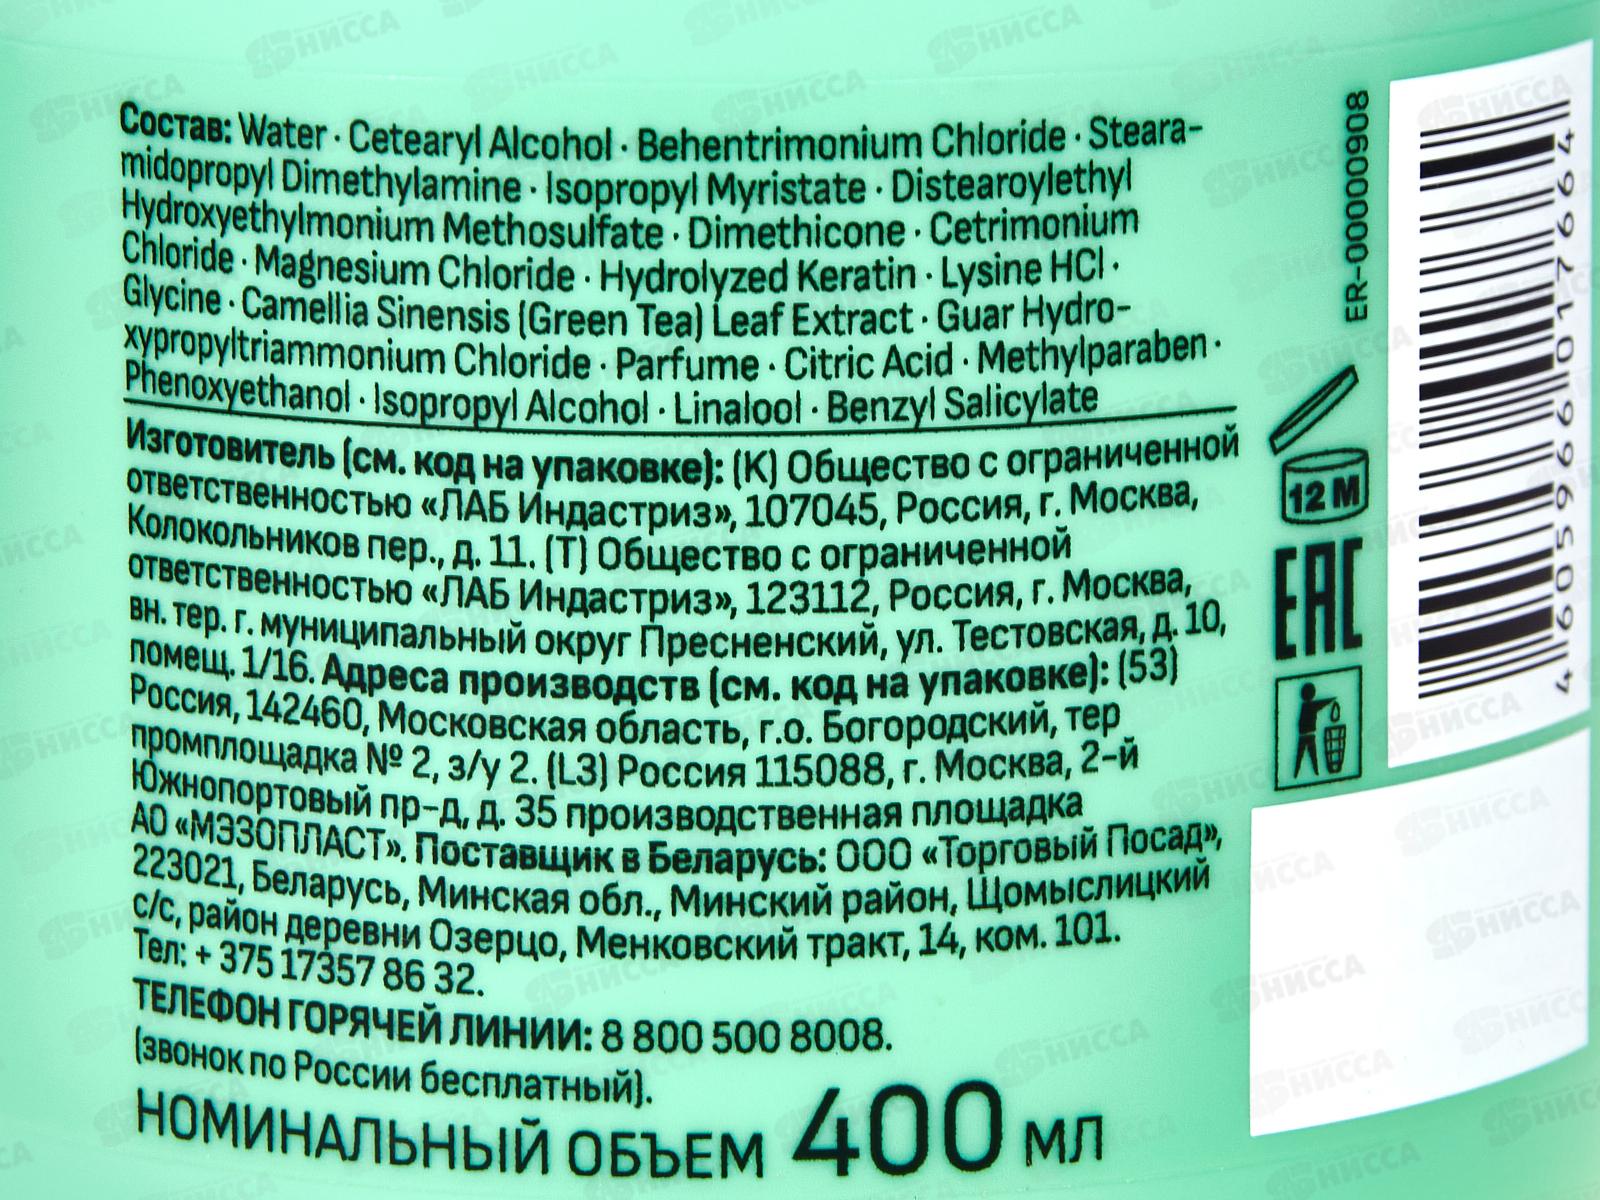 Состав: Water · Cetearyl Alcohol · Behentrimonium Chloride · Steara-
midopropyl Dimethylamine · Isopropyl Myristate · Distearoylethyl
Hydroxyethylmonium Methosulfate · Dimethicone · Cetrimonium
Chloride · Magnesium Chloride · Hydrolyzed Keratin · Lysine HCl ·
Glycine · Camellia Sinensis (Green Tea) Leaf Extract · Guar Hydro-
xypropyltriammonium Chloride · Parfume · Citric Acid · Methylparaben ·
Phenoxyethanol · Isopropyl Alcohol · Linalool · Benzyl Salicylate
Изготовитель (см. код на упаковке): (К) Общество с ограниченной
ответственностью «ЛАБ Индастриз», 107045, Россия, г. Москва,
Колокольников пер., д. 11. (Т) Общество с ограниченной
ответственностью «ЛАБ Индастриз», 123112, Россия, г. Москва,
вн. тер. г. муниципальный округ Пресненский, ул. Тестовская, д. 10,
помещ. 1/16. Адреса производств (см. код на упаковке): (53)
Россия, 142460, Московская область, г.о. Богородский, тер
промплощадка № 2, з/у 2. (L3) Россия 115088, г. Москва, 2-й
Южнопортовый пр-д, д. 35 производственная площадка
АО «МЭЗОПЛАСТ». Поставщик в Беларусь: ООО «Торговый Посад»,
223021, Беларусь, Минская обл., Минский район, Щомыслицкий
с/с, район деревни Озерцо, Менковский тракт, 14, ком. 101.
Тел: + 375 17357 86 32.
ТЕЛЕФОН ГОРЯЧЕЙ ЛИНИИ: 8 800 500 8008.
(звонок по России бесплатный).
НОМИНАЛЬНЫЙ ОБЪЕМ 400 МЛ
ER-000000908
12 M
EAC
4 605966 017664
НИССА